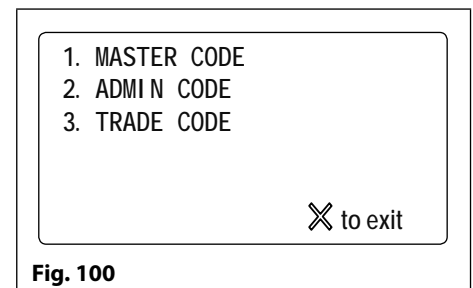 1. MASTER CODE
2. ADMIN CODE
3. TRADE CODE
X to exit
Fig. 100